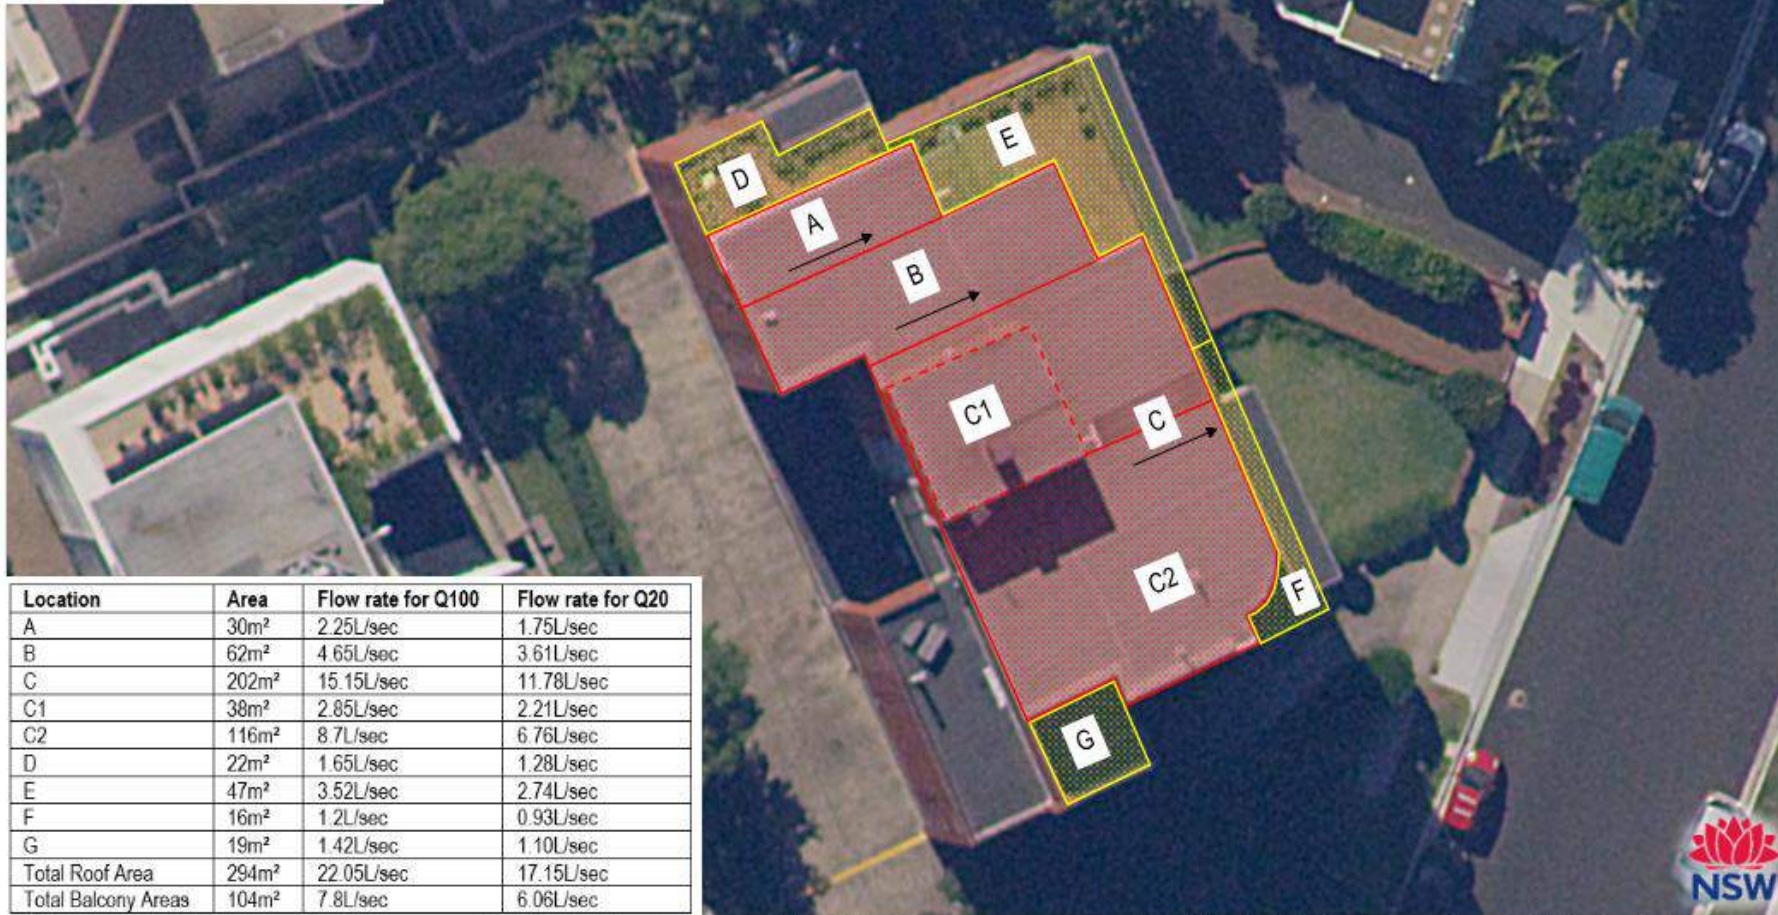 E
D
A
B
C1
C
C2
F
G
Location Area Flow rate for Q100 Flow rate for Q20
A 30m² 2.25L/sec 1.75L/sec
B 62m² 4.65L/sec 3.61L/sec
C 202m² 15.15L/sec 11.78L/sec
C1 38m² 2.85L/sec 2.21L/sec
C2 116m² 8.7L/sec 6.76L/sec
D 22m² 1.65L/sec 1.28L/sec
E 47m² 3.52L/sec 2.74L/sec
F 16m² 1.2L/sec 0.93L/sec
G 19m² 1.42L/sec 1.10L/sec
Total Roof Area 294m² 22.05L/sec 17.15L/sec
Total Balcony Areas 104m² 7.8L/sec 6.06L/sec
NSW